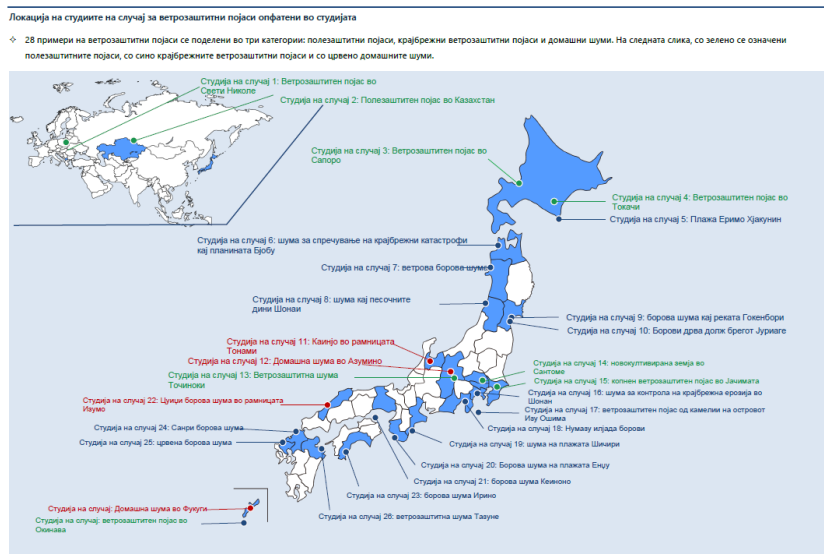 Локација на студиите на случај за ветрозаштитни појаси опфатени во студијата
✧ 28 примери на ветрозаштитни појаси се поделени во три категории: полезаштитни појаси, крајбрежни ветрозаштитни појаси и домашни шуми. На следната слика, со зелено се означени
полезаштитните појаси, со сино крајбрежните ветрозаштитни појаси и со црвено домашните шуми.
Студија на случај 1: Ветрозаштитен појас во
Свети Николе
Студија на случај 2: Полезаштитен појас во Казахстан
Студија на случај 3: Ветрозаштитен појас во
Сапоро
Студија на случај 4: Ветрозаштитен појас во
Токачи
Студија на случај 5: Плажа Еримо Хјакунин
Студија на случај 6: шума за спречување на крајбрежни катастрофи
кај планината Бјобу
Студија на случај 7: ветрова борова шума
Студија на случај 8: шума кај песочните
дини Шонаи
Студија на случај 9: борова шума кај реката Гокенбори
Студија на случај 10: Борови дрва долж брегот Јуриаге
Студија на случај 11: Каинјо во рамницата
Тонами
Студија на случај 12: Домашна шума во Азумино
Студија на случај 13: Ветрозаштитна шума
Точиноки
Студија на случај 14: новокултивирана земја во
Сантоме
Студија на случај 15: копнен ветрозаштитен појас во Јачимата
Студија на случај 16: шума за контрола на крајбрежна ерозија во
Шонан
Студија на случај 17: ветрозаштитен појас од камелии на островот
Изу Ошима
Студија на случај 18: Нумазу илјада борови
Студија на случај 19: шума на плажата Шичири
Студија на случај 20: Борова шума на плажата Енџу
Студија на случај 21: борова шума Кеиноно
Студија на случај 22: Цуиџи борова шума во рамницата
Изумо
Студија на случај 23: борова шума Ирино
Студија на случај 24: Санри борова шума
Студија на случај 25: црвена борова шума
Студија на случај 26: ветрозаштитна шума Тазуне
Студија на случај: Домашна шума во Фукуги
Студија на случај: ветрозаштитен појас во
Окинава